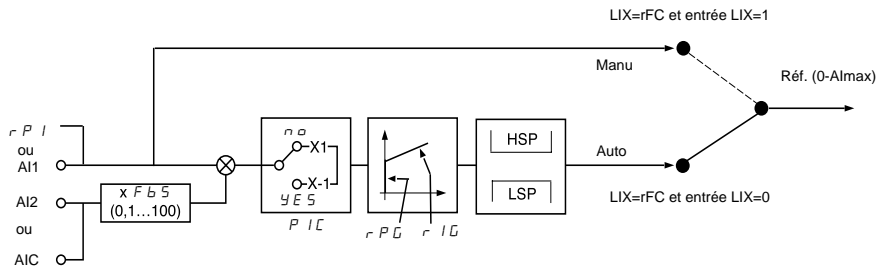 LIX=rFC et entrée LIX=1
Manu
Réf. (0-AImax)
rPI
ou
AI1
no
X1
X-1
YES
PIC
HSP
LSP
Auto
AI2
x FbS
(0,1…100)
rPG
rIG
LIX=rFC et entrée LIX=0
ou
AIC